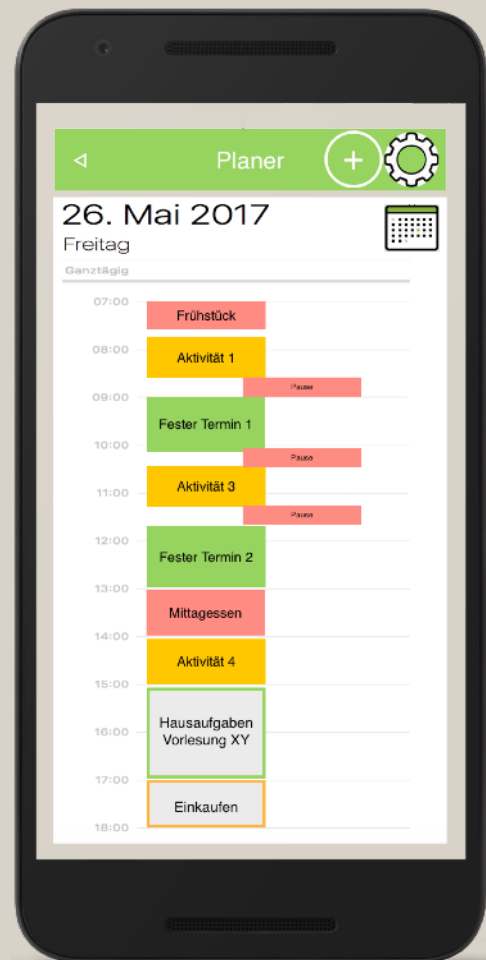 Planer
26. Mai 2017
Freitag
Ganztägig
07:00
Frühstück
08:00
Aktivität 1
Pause
09:00
Fester Termin 1
10:00
Pause
Aktivität 3
11:00
Pause
12:00
Fester Termin 2
13:00
Mittagessen
14:00
Aktivität 4
15:00
Hausaufgaben
16:00
Vorlesung XY
17:00
Einkaufen
18:00